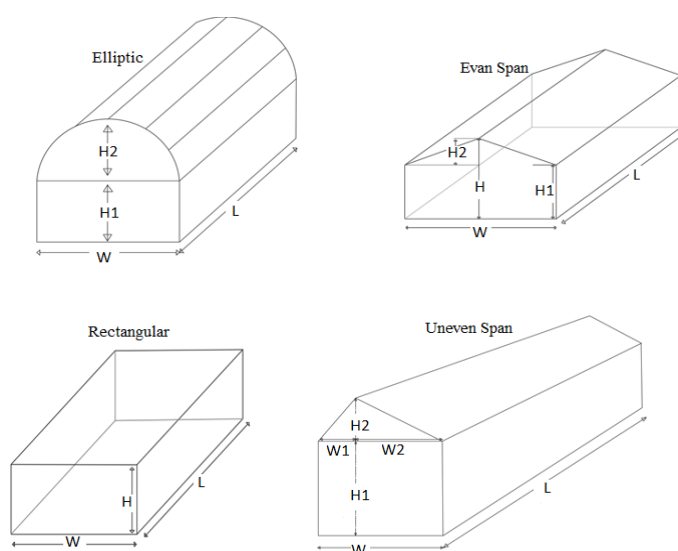 Elliptic
H2
H1
L
W
Evan Span
H2
H
H1
L
W
Rectangular
H
L
W
Uneven Span
H2
W1 W2
H1
L
W